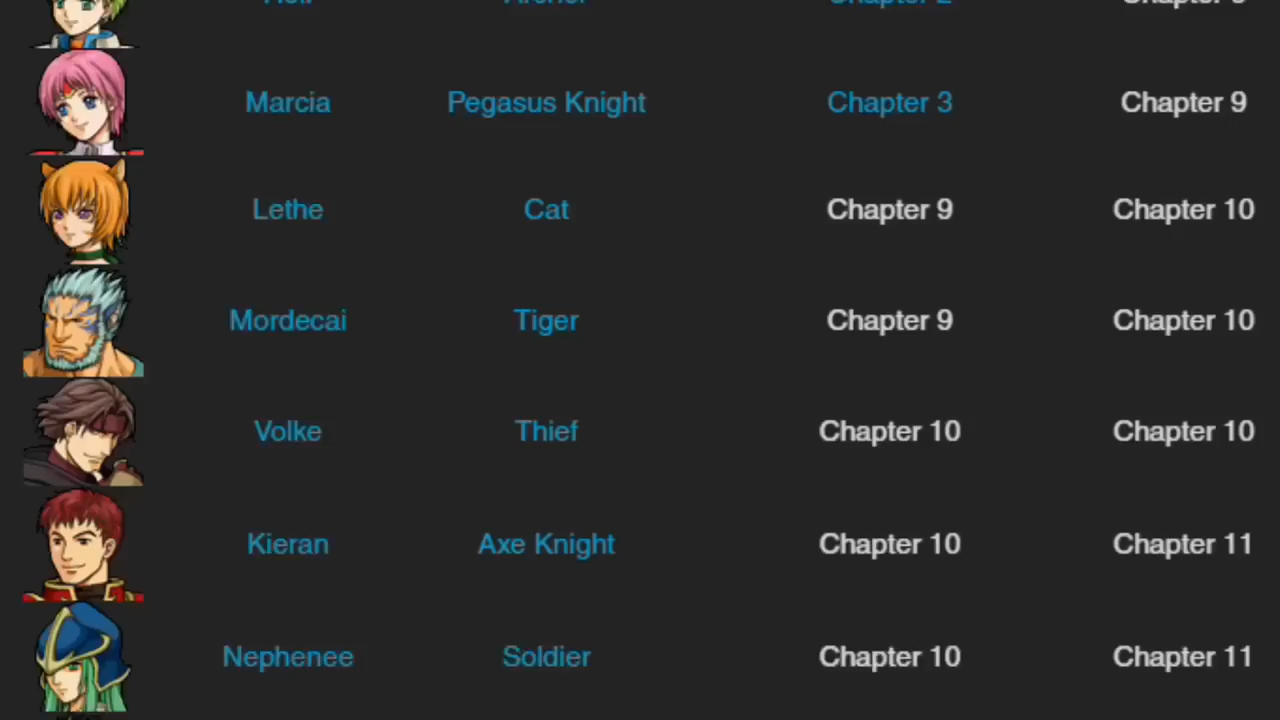 Marcia Pegasus Knight Chapter 3 Chapter 9
Lethe Cat Chapter 9 Chapter 10
Mordecai Tiger Chapter 9 Chapter 10
Volke Thief Chapter 10 Chapter 10
Kieran Axe Knight Chapter 10 Chapter 11
Nephenee Soldier Chapter 10 Chapter 11